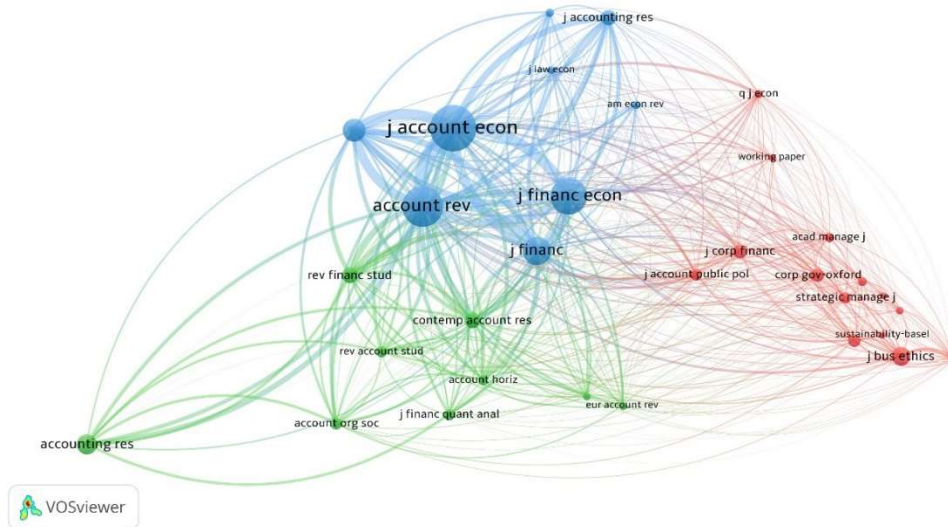 j accounting res
j law econ
q j econ
am econ rev
j account econ
working paper
j financ econ
account rev
acad manage j
j financ
j corp financ
rev financ stud
j account public pol
corp gov-oxford
strategic manage j
contemp account res
sustainability-basel
rev account stud
j bus ethics
account horiz
eur account rev
j financ quant anal
account org soc
accounting res
VOSviewer